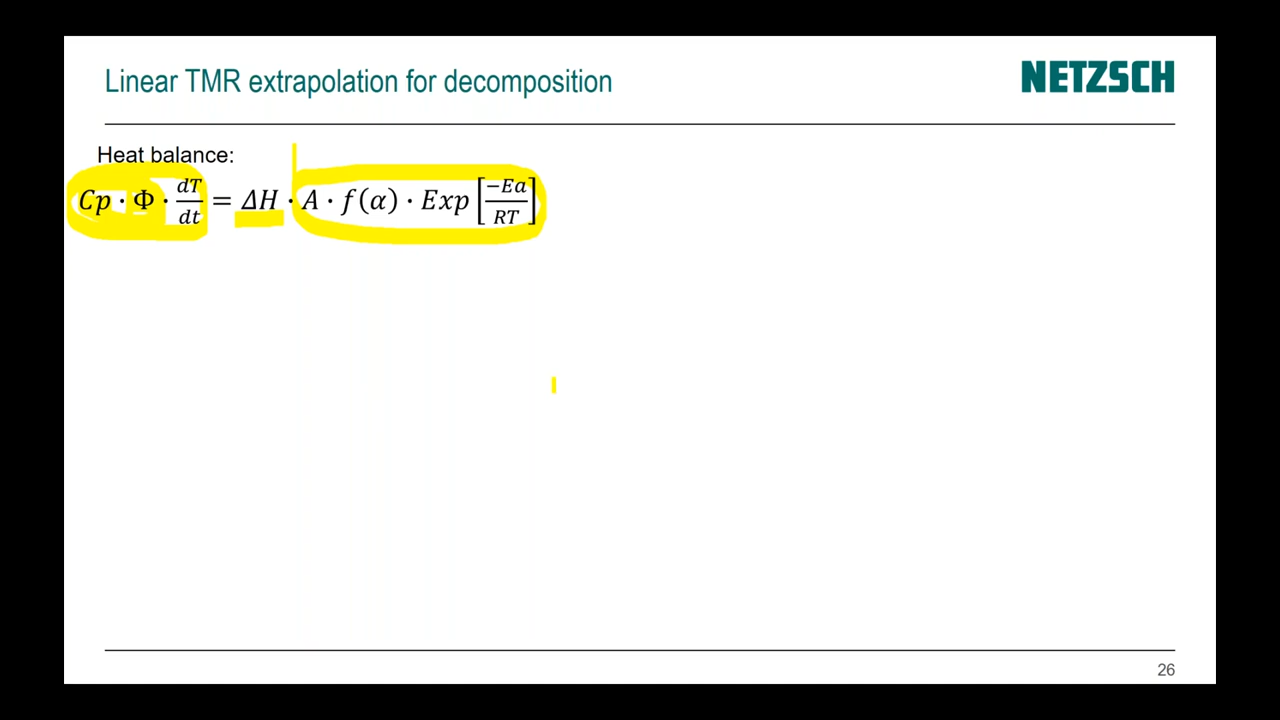 Linear TMR extrapolation for decomposition
NETZSCH
Heat balance:
Cp · Φ · dT/dt = ΔH · A · f(α) · Exp [−Ea/RT]
26